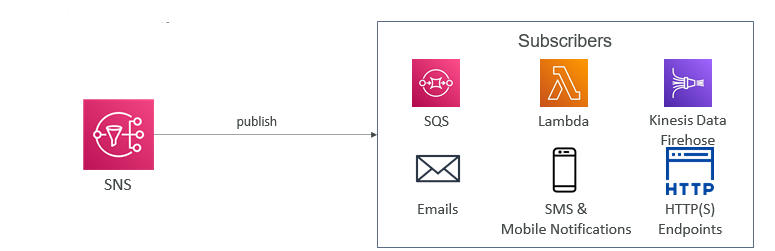 Subscribers
publish
SNS
SQS
Lambda
Kinesis Data
Firehose
Emails
SMS &
Mobile Notifications
HTTP
HTTP(S)
Endpoints